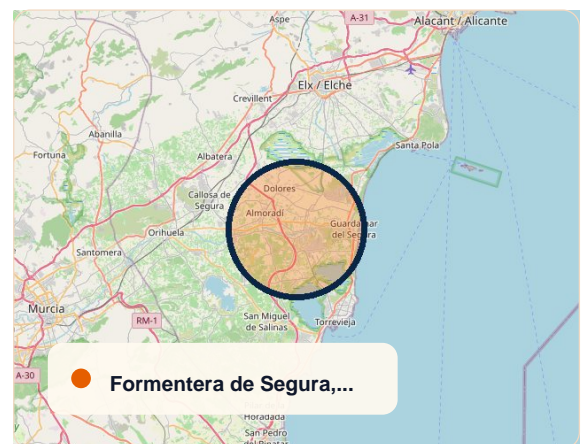 Aspe
A-31
Alacant / Alicante
Elx / Elche
Crevillent
Abanilla
Fortuna
Albatera
Santa Pola
Dolores
Callosa de
Segura
Almoradí
Orihuela
Guardamar
del Segura
Santomera
Murcia
RM-1
San Miguel
de Salinas
Torrevieja
A-30
Formentera de Segura,...
Horadada
San Pedro
del Pinatar